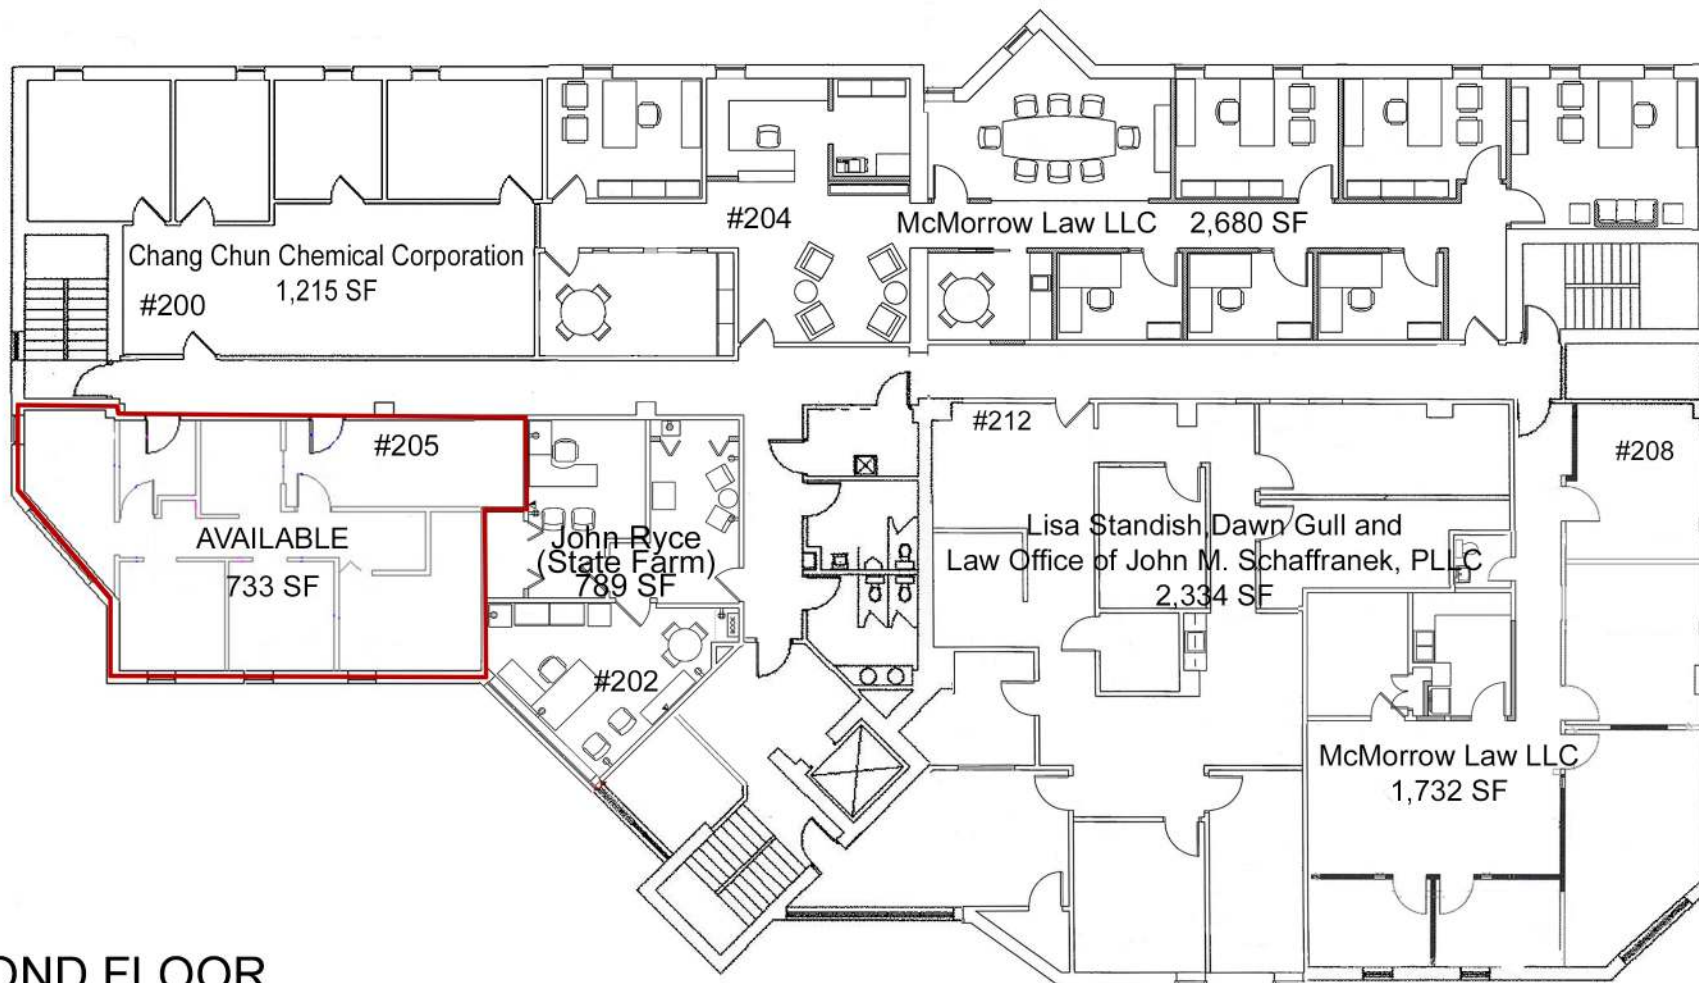 #204
McMorrow Law LLC 2,680 SF
Chang Chun Chemical Corporation
1,215 SF
#200
#205
AVAILABLE
733 SF
John Ryce
(State Farm)
789 SF
#202
#212
Lisa Standish,Dawn Gull and
Law Office of John M. Schaffranek, PLLC
2,334 SF
#208
McMorrow Law LLC
1,732 SF
OND FLOOR